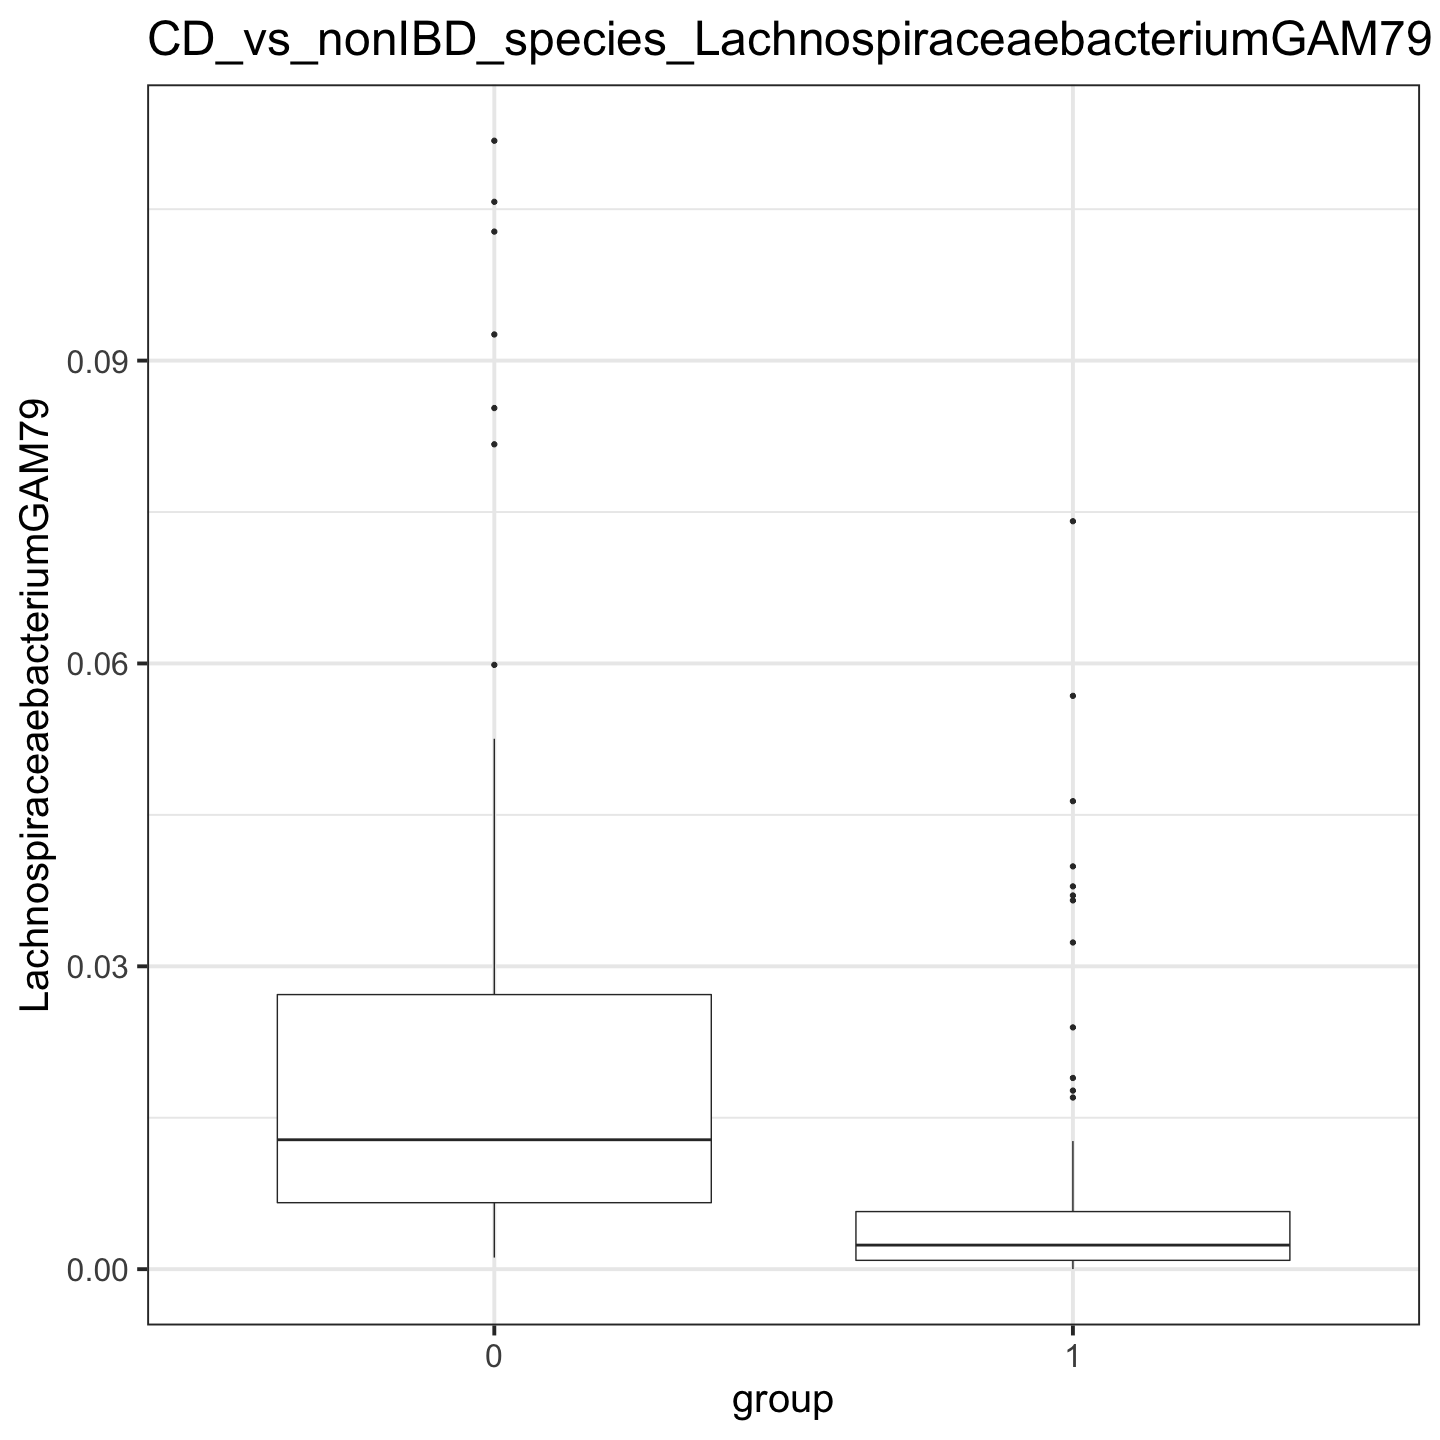 CD_vs_nonIBD_species_LachnospiraceaebacteriumGAM79
LachnospiraceaebacteriumGAM79
0.09
0.06
0.03
0.00
0
1
group